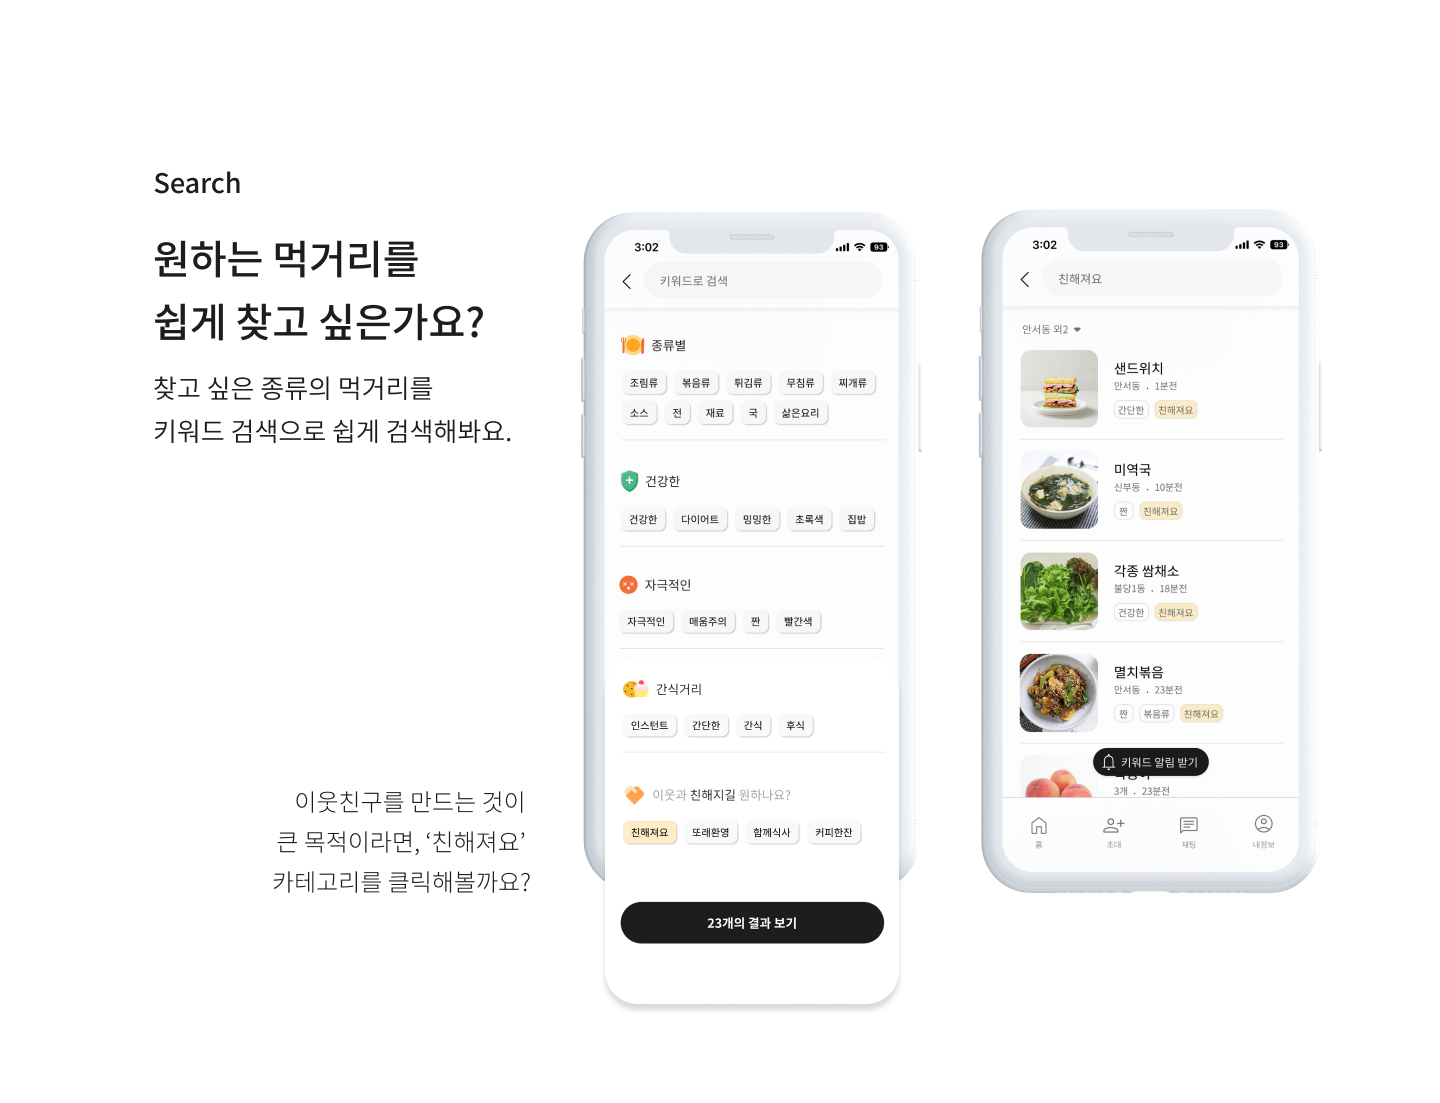 Search
원하는 먹거리를
쉽게 찾고 싶은가요?
찾고 싶은 종류의 먹거리를
키워드 검색으로 쉽게 검색해봐요.
이웃친구를 만드는 것이
큰 목적이라면, ‘친해져요’
카테고리를 클릭해볼까요?
3:02
93
키워드로 검색
종류별
조림류 볶음류 튀김류 무침류 찌개류
소스 전 재료 국 삶은요리
건강한
건강한 다이어트 밍밍한 초록색 집밥
자극적인
자극적인 매움주의 짠 빨간색
간식거리
인스턴트 간단한 간식 후식
이웃과 친해지길 원하나요?
친해져요 또래환영 함께식사 커피한잔
23개의 결과 보기
3:02
93
친해져요
안서동 외2
샌드위치
안서동 . 1분전
간단한 친해져요
미역국
신부동 . 10분전
짠 친해져요
각종 쌈채소
불당1동 . 18분전
건강한 친해져요
멸치볶음
안서동 . 23분전
짠 볶음류 친해져요
키워드 알림 받기
3개 . 23분전
홈 초대 채팅 내정보